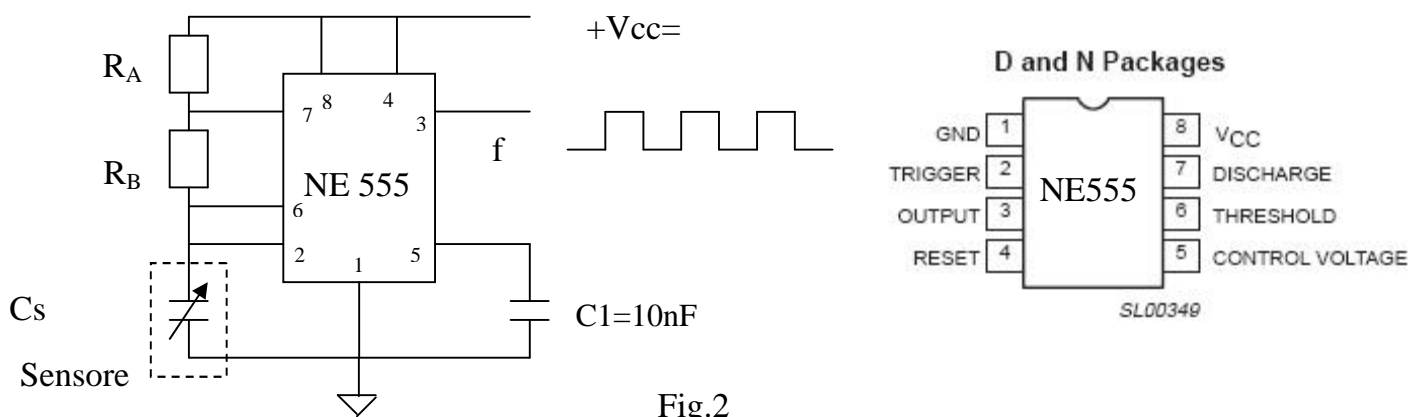 +Vcc=
R_A
R_B
Cs
Sensore
7
8
4
3
NE 555
6
2
1
5
f
C1=10nF
Fig.2
D and N Packages
GND 1
TRIGGER 2
OUTPUT 3
RESET 4
NE555
8 V_CC
7 DISCHARGE
6 THRESHOLD
5 CONTROL VOLTAGE
SL00349